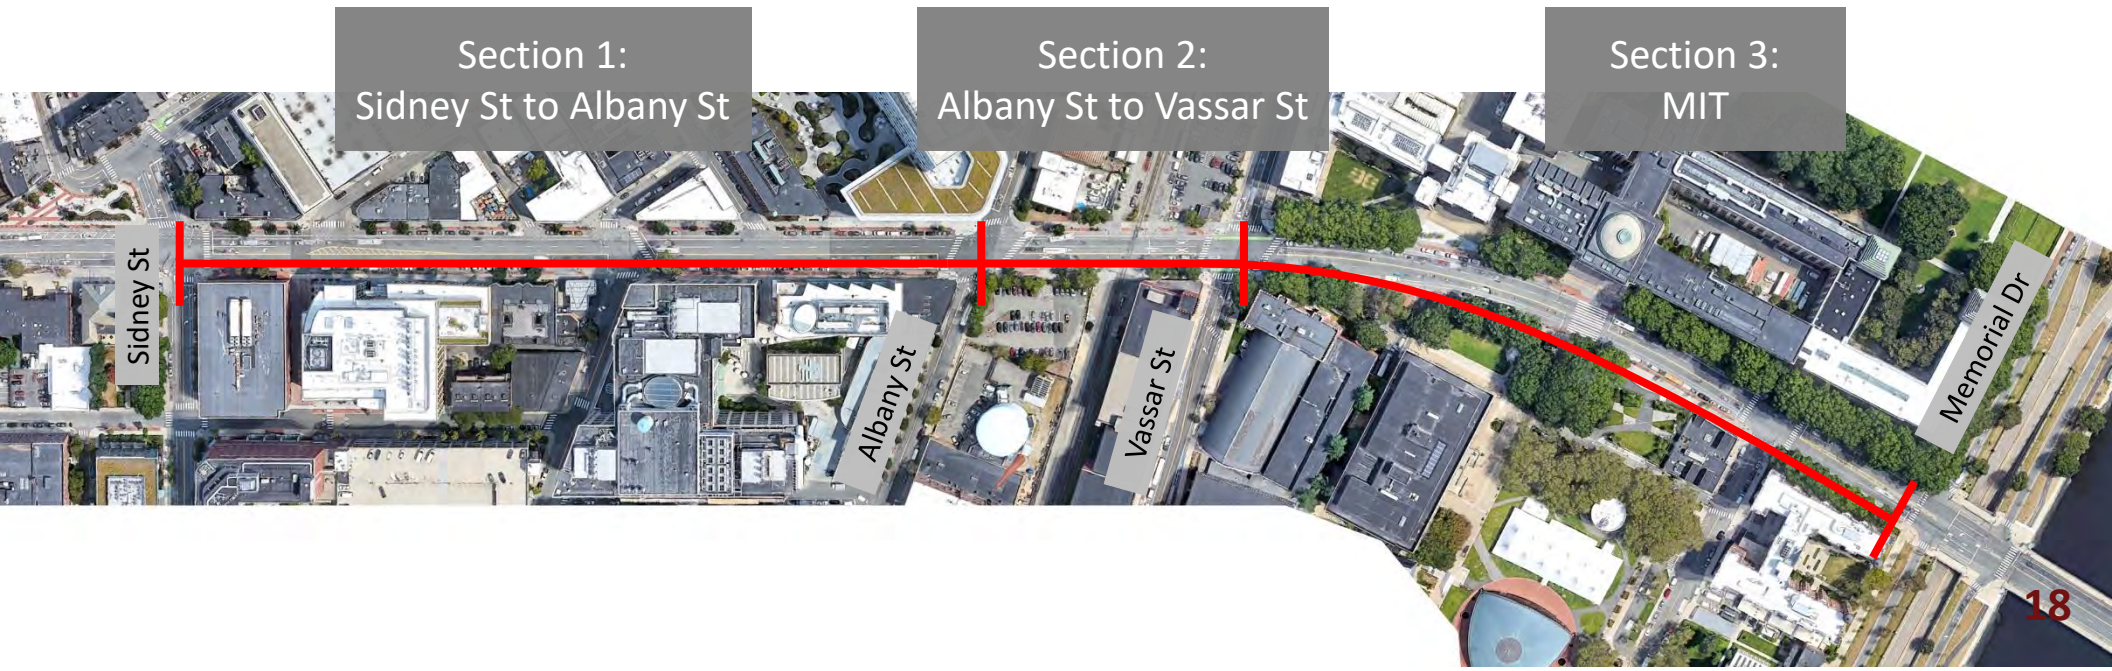 Section 1:
Sidney St to Albany St
Section 2:
Albany St to Vassar St
Section 3:
MIT
Sidney St
Albany St
Vassar St
Memorial Dr
18